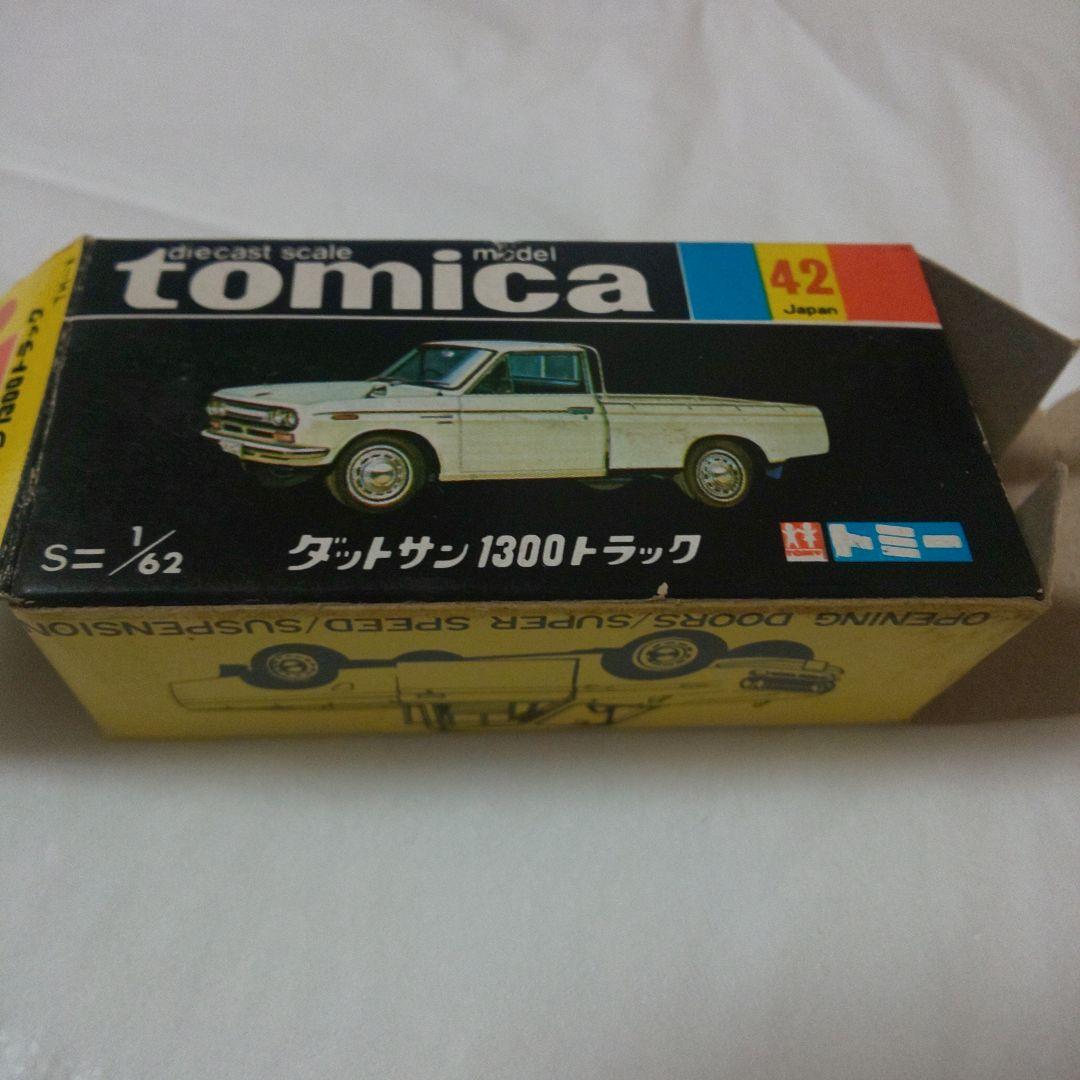 diecast scale model
tomica
42
Japan
S=1/62
ダットサン1300トラック
TOMY
トミー
OPENING DOORS/SUPER SPEED/SUSPENSION